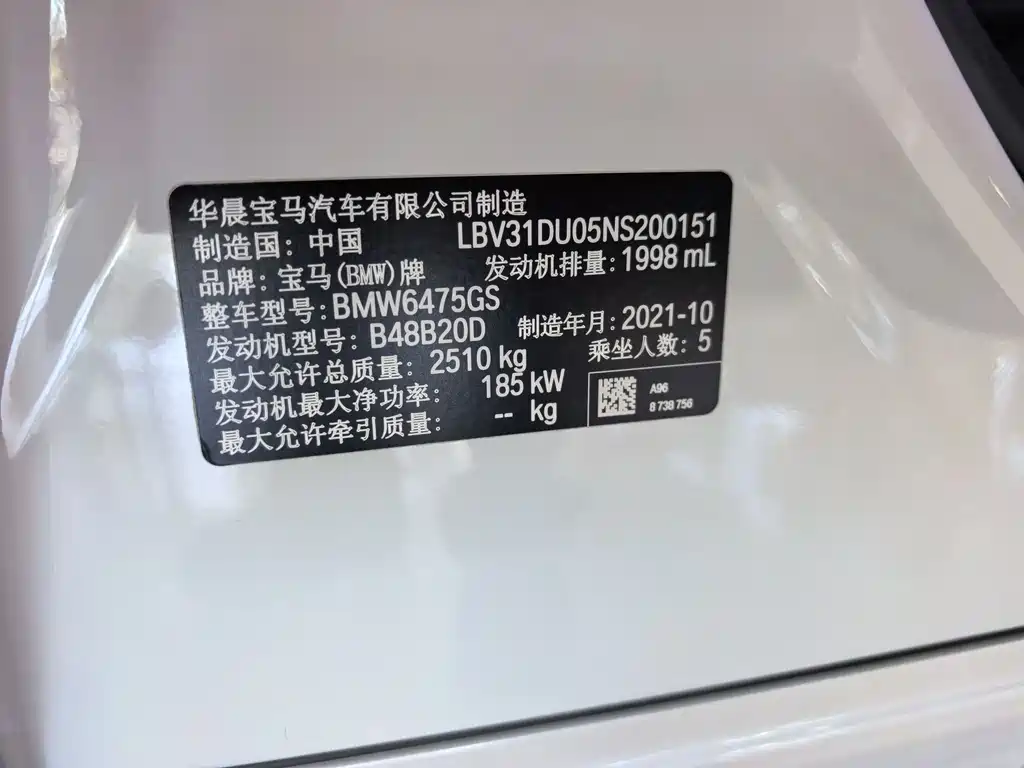 华晨宝马汽车有限公司制造
制造国：中国 LBV31DU05NS200151
品牌：宝马(BMW)牌 发动机排量：1998 mL
整车型号：BMW6475GS
发动机型号：B48B20D 制造年月：2021-10
最大允许总质量：2510 kg 乘坐人数：5
发动机最大净功率：185 kW
最大允许牵引质量：-- kg
A96
8 738 756